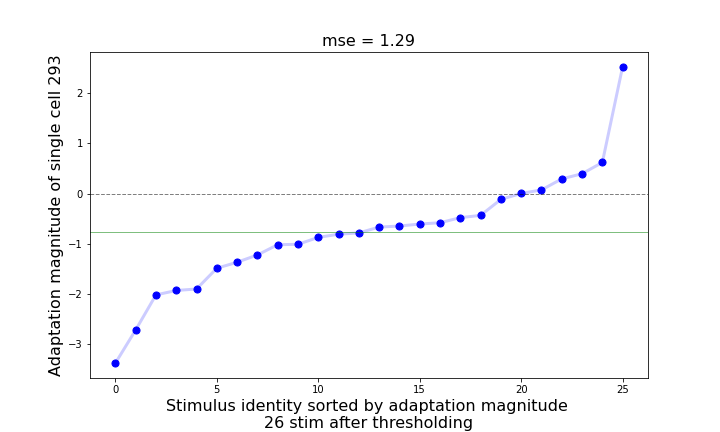 mse = 1.29
Adaptation magnitude of single cell 293
2
1
0
−1
−2
−3
0 5 10 15 20 25
Stimulus identity sorted by adaptation magnitude
26 stim after thresholding